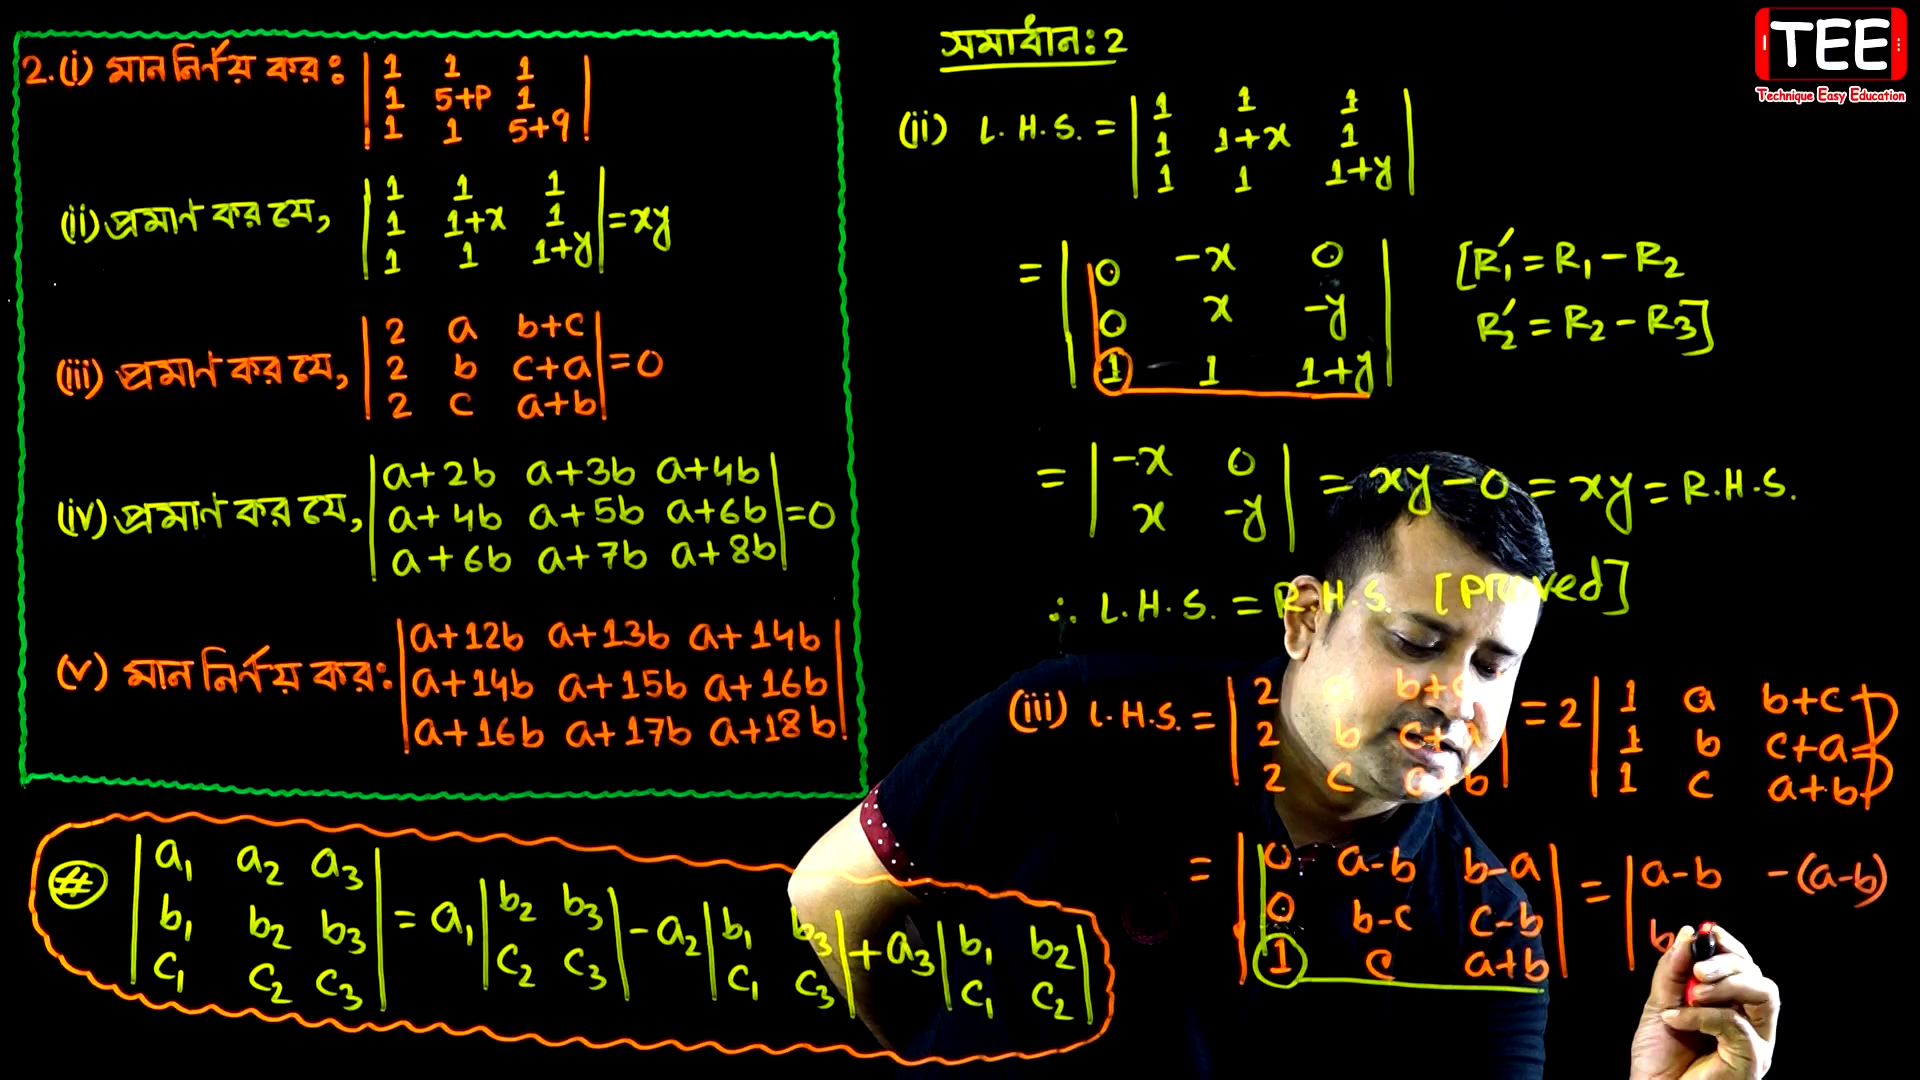 2.(i) মান নির্ণয় কর: | 1 1 1 |
| 1 5+p 1 |
| 1 1 5+q |
(ii) প্রমাণ কর যে, | 1 1 1 |
| 1 1+x 1 | = xy
| 1 1 1+y |
(iii) প্রমাণ কর যে, | 2 a b+c |
| 2 b c+a | = 0
| 2 c a+b |
(iv) প্রমাণ কর যে, | a+2b a+3b a+4b |
| a+4b a+5b a+6b | = 0
| a+6b a+7b a+8b |
(v) মান নির্ণয় কর: | a+12b a+13b a+14b |
| a+14b a+15b a+16b |
| a+16b a+17b a+18b |
# | a₁ a₂ a₃ |
| b₁ b₂ b₃ | = a₁ | b₂ b₃ | - a₂ | b₁ b₃ | + a₃ | b₁ b₂ |
| c₁ c₂ c₃ | | c₂ c₃ | | c₁ c₃ | | c₁ c₂ |
সমাধান: 2
(ii) L.H.S. = | 1 1 1 |
| 1 1+x 1 |
| 1 1 1+y |
= | 0 -x 0 | [R₁′ = R₁ - R₂
| 0 x -y | R₂′ = R₂ - R₃]
| 1 1 1+y |
= | -x 0 | = xy - 0 = xy = R.H.S.
| x -y |
∴ L.H.S. = R.H.S. [Proved]
(iii) L.H.S. = | 2 a b+c | = 2 | 1 a b+c |
| 2 b c+a | | 1 b c+a |
| 2 c a+b | | 1 c a+b |
= | 0 a-b b-a | = | a-b -(a-b)
| 0 b-c c-b | | b
| 1 c a+b |
TEE
Technique Easy Education